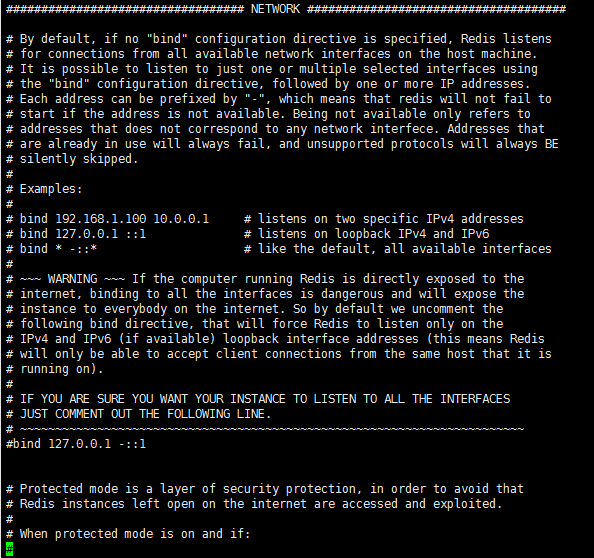 ################################## NETWORK #####################################

# By default, if no "bind" configuration directive is specified, Redis listens
# for connections from all available network interfaces on the host machine.
# It is possible to listen to just one or multiple selected interfaces using
# the "bind" configuration directive, followed by one or more IP addresses.
# Each address can be prefixed by "-", which means that redis will not fail to
# start if the address is not available. Being not available only refers to
# addresses that does not correspond to any network interfece. Addresses that
# are already in use will always fail, and unsupported protocols will always BE
# silently skipped.
#
# Examples:
#
# bind 192.168.1.100 10.0.0.1     # listens on two specific IPv4 addresses
# bind 127.0.0.1 ::1              # listens on loopback IPv4 and IPv6
# bind * -::*                     # like the default, all available interfaces
#
# ~~~ WARNING ~~~ If the computer running Redis is directly exposed to the
# internet, binding to all the interfaces is dangerous and will expose the
# instance to everybody on the internet. So by default we uncomment the
# following bind directive, that will force Redis to listen only on the
# IPv4 and IPv6 (if available) loopback interface addresses (this means Redis
# will only be able to accept client connections from the same host that it is
# running on).
#
# IF YOU ARE SURE YOU WANT YOUR INSTANCE TO LISTEN TO ALL THE INTERFACES
# JUST COMMENT OUT THE FOLLOWING LINE.
# ~~~~~~~~~~~~~~~~~~~~~~~~~~~~~~~~~~~~~~~~~~~~~~~~~~~~~~~~~~~~~~~~~~~~~~~~
#bind 127.0.0.1 -::1


# Protected mode is a layer of security protection, in order to avoid that
# Redis instances left open on the internet are accessed and exploited.
#
# When protected mode is on and if:
#